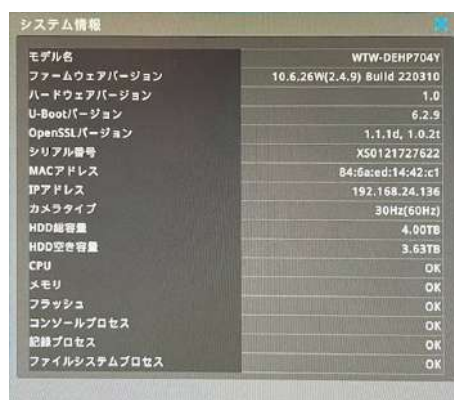 システム情報
モデル名 WTW-DEHP704Y
ファームウェアバージョン 10.6.26W(2.4.9) Build 220310
ハードウェアバージョン 1.0
U-Bootバージョン 6.2.9
OpenSSLバージョン 1.1.1d, 1.0.2t
シリアル番号 XS0121727622
MACアドレス 84:6a:ed:14:42:c1
IPアドレス 192.168.24.136
カメラタイプ 30Hz(60Hz)
HDD総容量 4.00TB
HDD空き容量 3.63TB
CPU OK
メモリ OK
フラッシュ OK
コンソールプロセス OK
記録プロセス OK
ファイルシステムプロセス OK